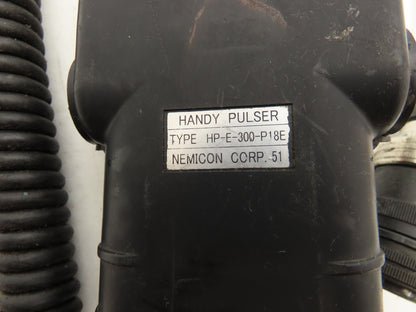 HANDY PULSER
TYPE HP-E-300-P18E
NEMICON CORP. 51